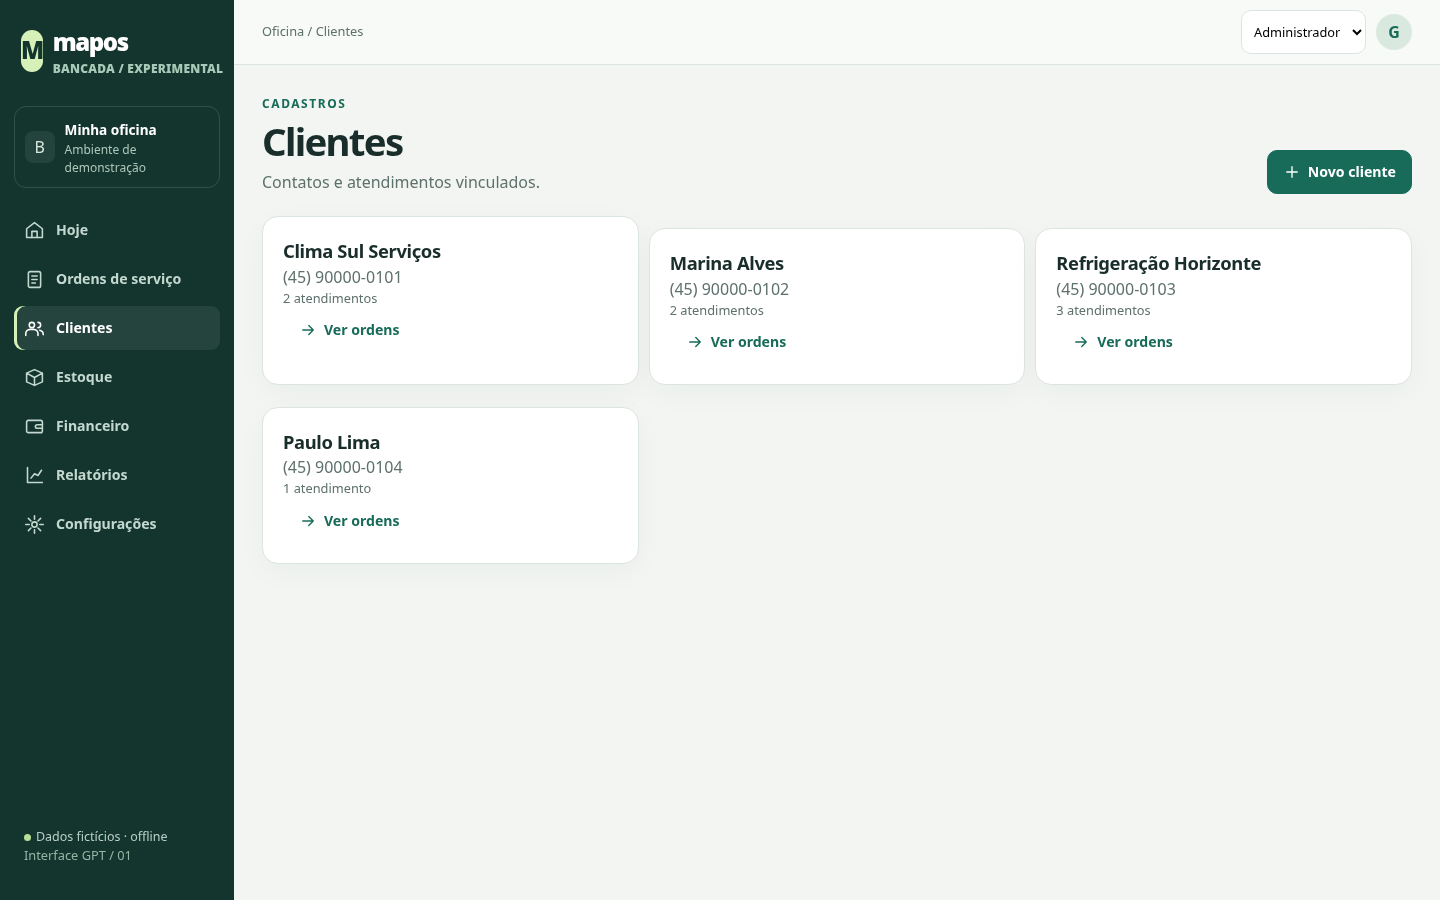 M
mapos
BANCADA / EXPERIMENTAL
B
Minha oficina
Ambiente de
demonstração
Hoje
Ordens de serviço
Clientes
Estoque
Financeiro
Relatórios
Configurações
Dados fictícios · offline
Interface GPT / 01
Oficina / Clientes
Administrador
G
CADASTROS
Clientes
Contatos e atendimentos vinculados.
Novo cliente
Clima Sul Serviços
(45) 90000-0101
2 atendimentos
Ver ordens
Marina Alves
(45) 90000-0102
2 atendimentos
Ver ordens
Refrigeração Horizonte
(45) 90000-0103
3 atendimentos
Ver ordens
Paulo Lima
(45) 90000-0104
1 atendimento
Ver ordens